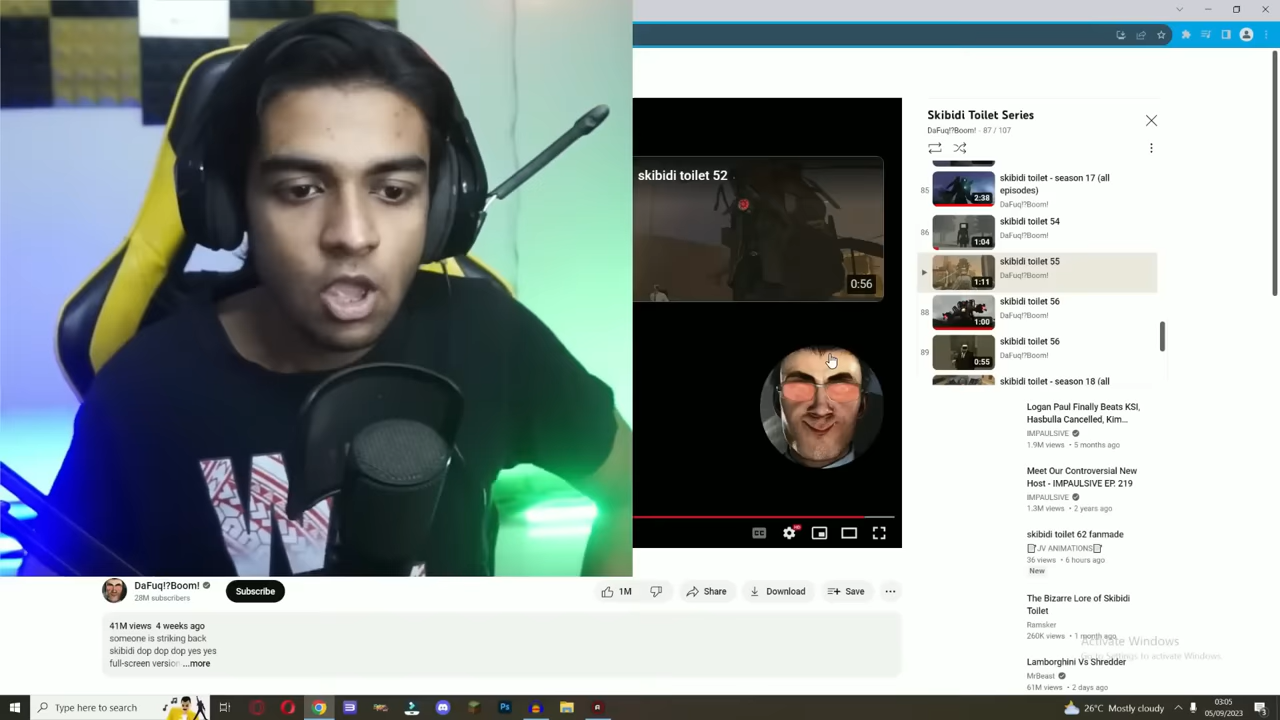 skibidi toilet 52
0:56
DaFuq!?Boom!
28M subscribers
Subscribe
1M
Share
Download
Save
41M views 4 weeks ago
someone is striking back
skibidi dop dop dop yes yes
full-screen version ...more
Skibidi Toilet Series
DaFuq!?Boom! - 87 / 107
85
2:38
skibidi toilet - season 17 (all
episodes)
DaFuq!?Boom!
86
1:04
skibidi toilet 54
DaFuq!?Boom!
1:11
skibidi toilet 55
DaFuq!?Boom!
88
1:00
skibidi toilet 56
DaFuq!?Boom!
89
0:55
skibidi toilet 56
DaFuq!?Boom!
skibidi toilet - season 18 (all
Logan Paul Finally Beats KSI,
Hasbulla Cancelled, Kim...
IMPAULSIVE
1.9M views • 5 months ago
Meet Our Controversial New
Host - IMPAULSIVE EP. 219
IMPAULSIVE
1.3M views • 2 years ago
skibidi toilet 62 fanmade
JV ANIMATIONS
36 views • 6 hours ago
New
The Bizarre Lore of Skibidi
Toilet
Ramsker
260K views • 1 month ago
Activate Windows
Go to Settings to activate Windows.
Lamborghini Vs Shredder
MrBeast
61M views • 2 days ago
Type here to search
26°C Mostly cloudy
03:05
05/09/2023